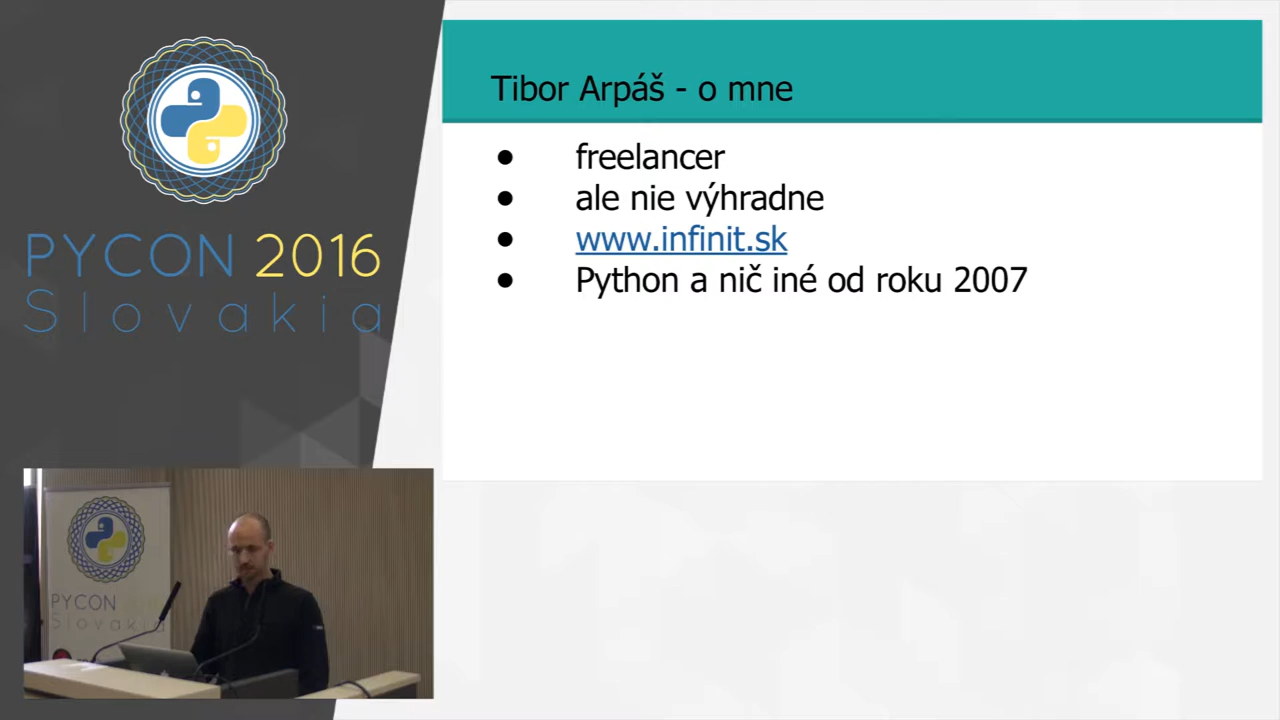 PYCON 2016
Slovakia
Tibor Arpáš - o mne
freelancer
ale nie výhradne
www.infinit.sk
Python a nič iné od roku 2007
PYCON
Slovakia